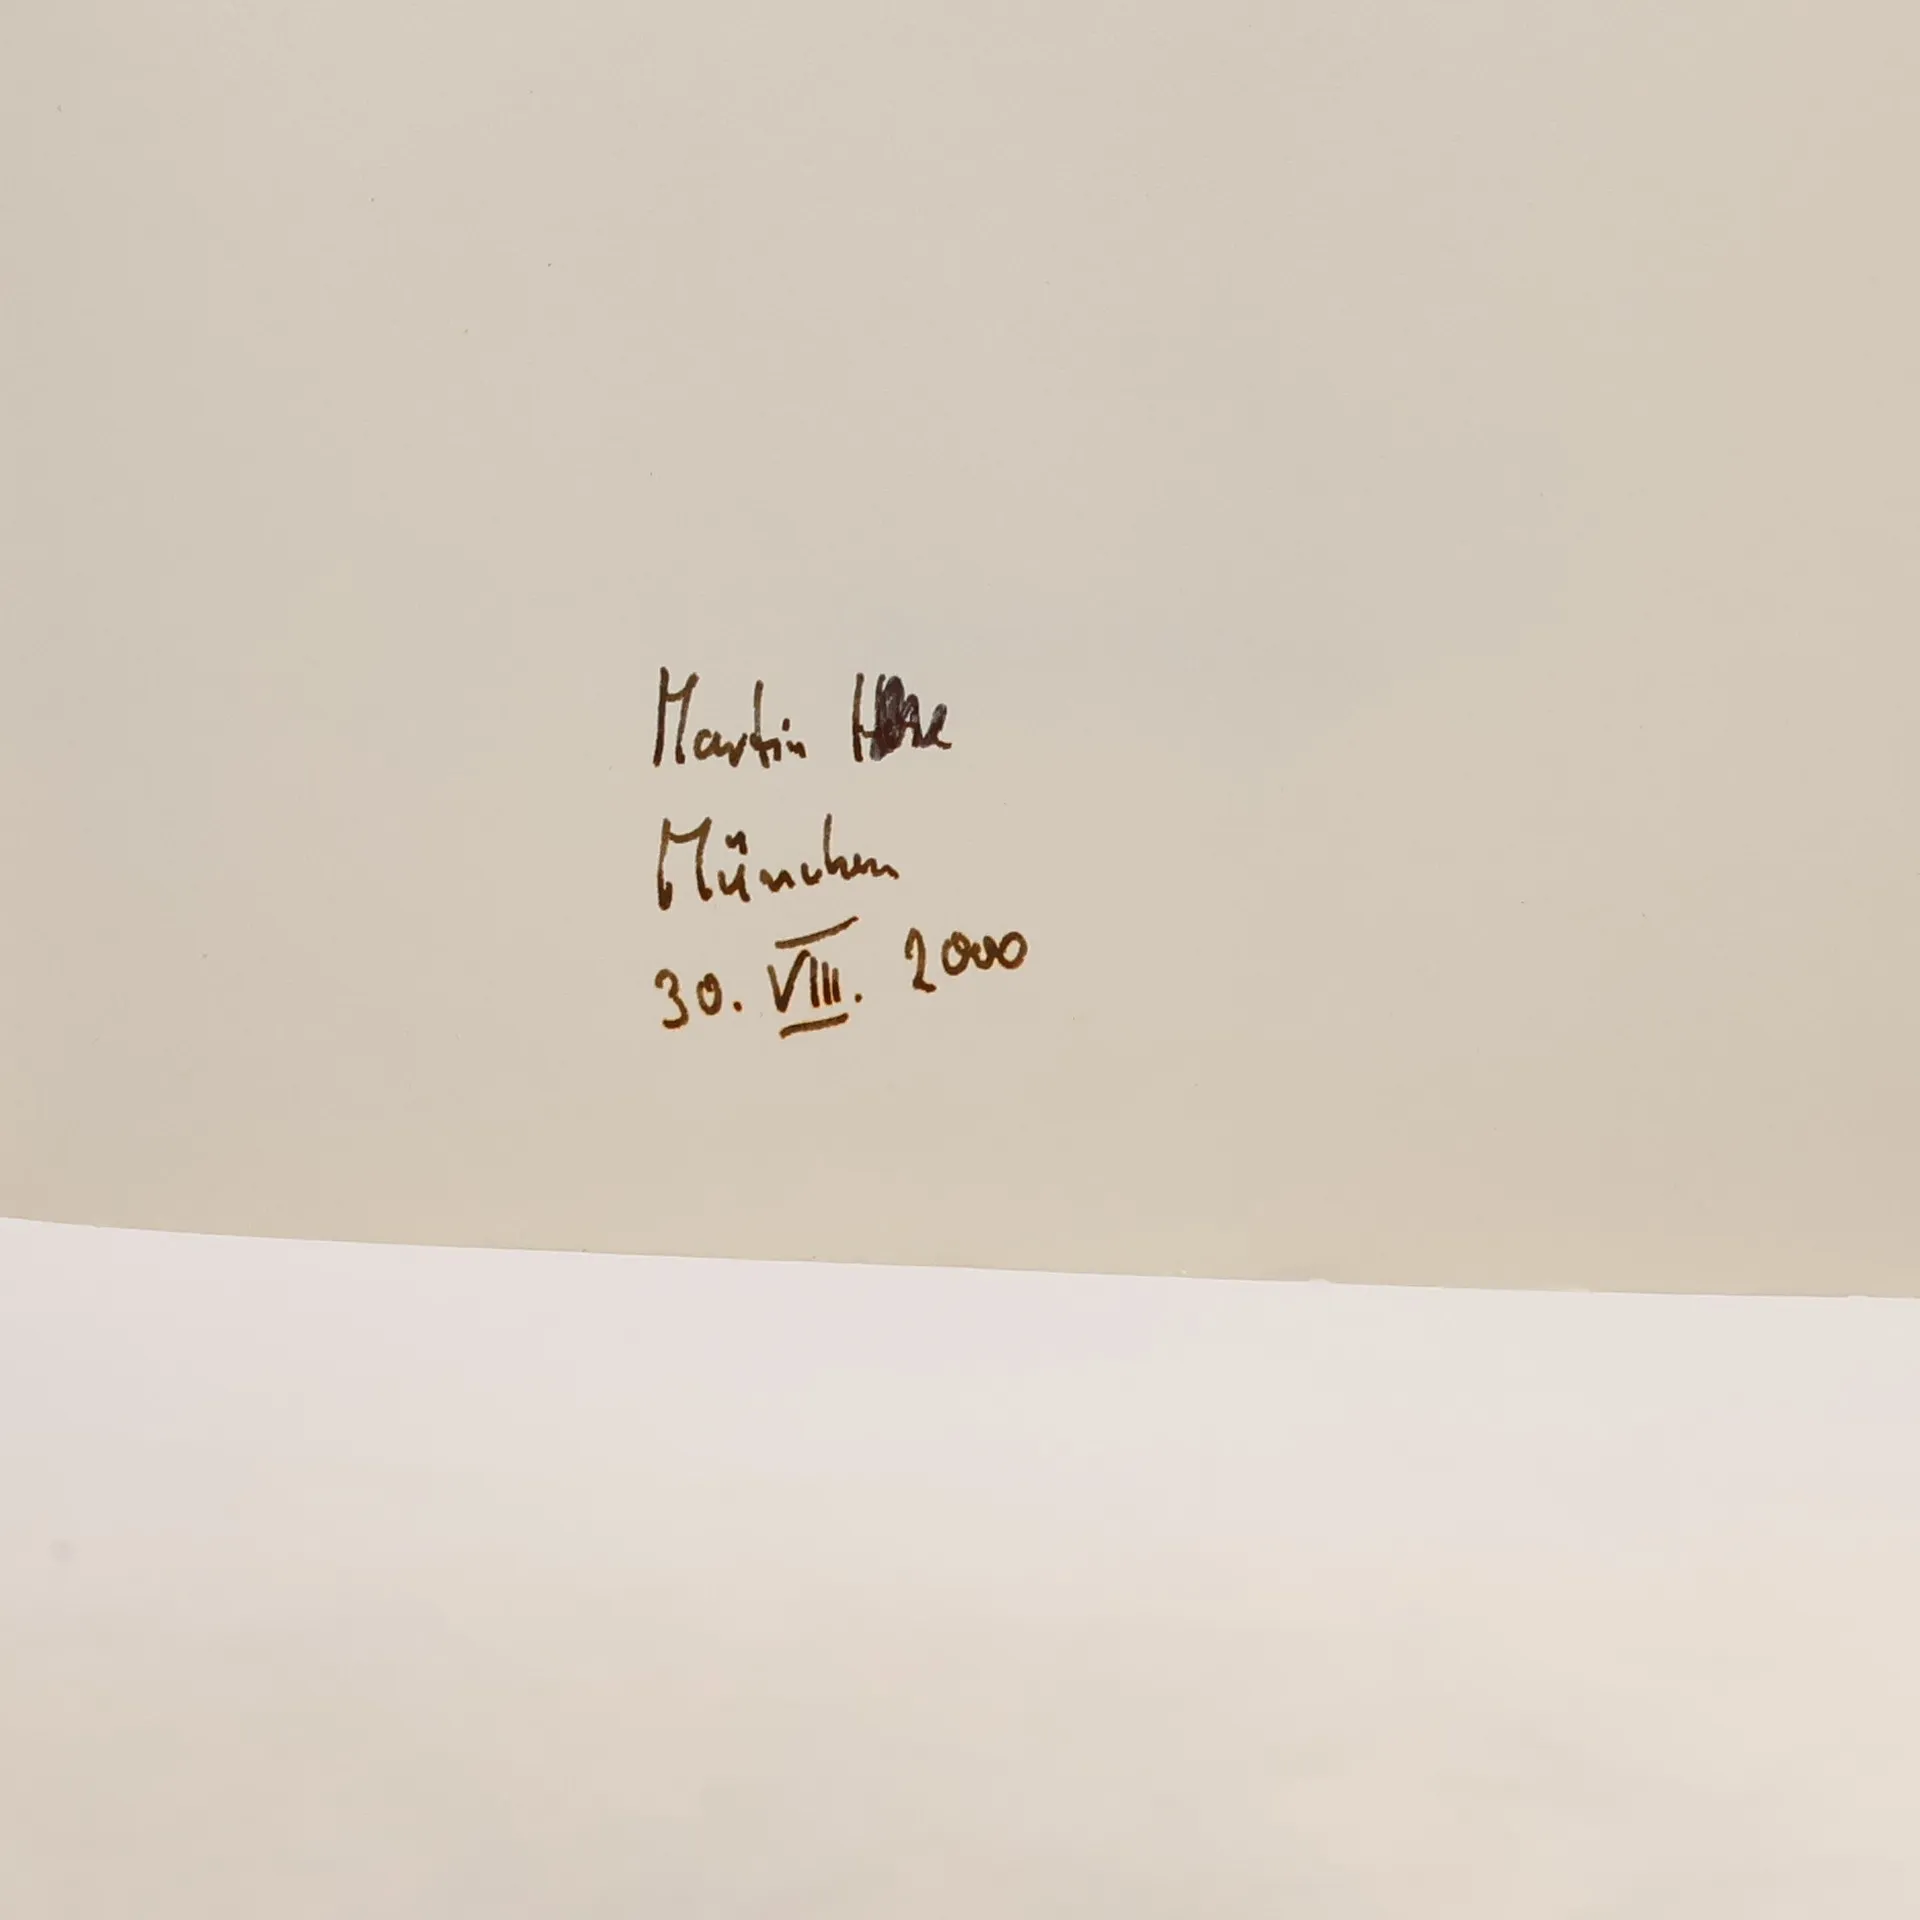 Martin
München
30. VIII. 2000